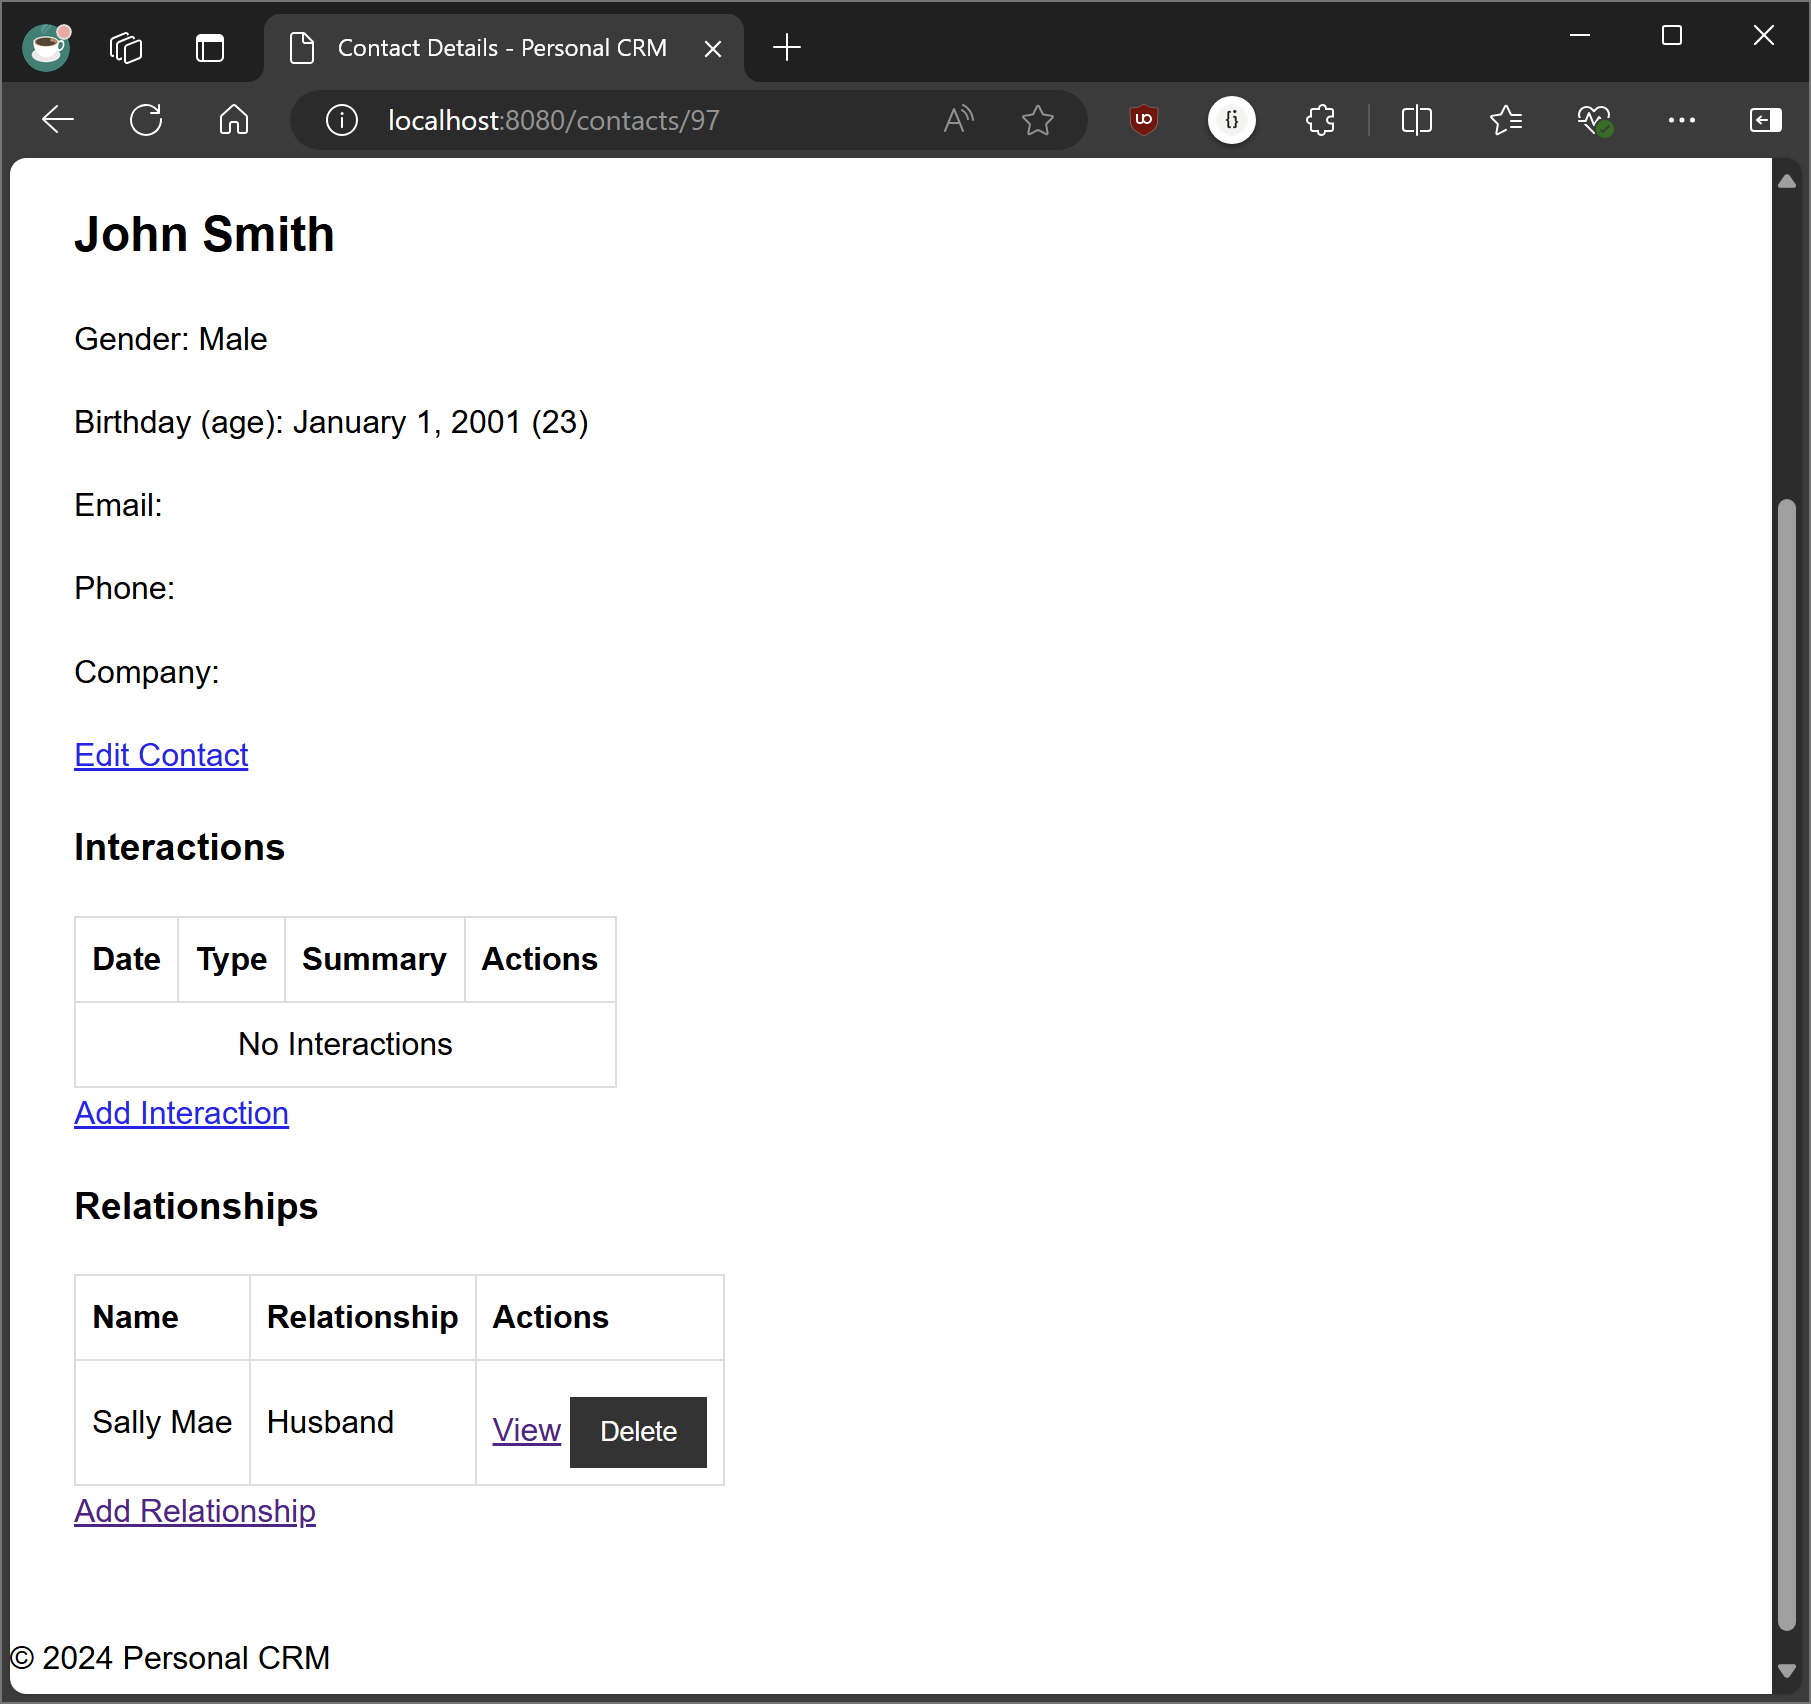 Contact Details - Personal CRM
localhost:8080/contacts/97
John Smith
Gender: Male
Birthday (age): January 1, 2001 (23)
Email:
Phone:
Company:
Edit Contact
Interactions
Date Type Summary Actions
No Interactions
Add Interaction
Relationships
Name Relationship Actions
Sally Mae Husband View Delete
Add Relationship
© 2024 Personal CRM